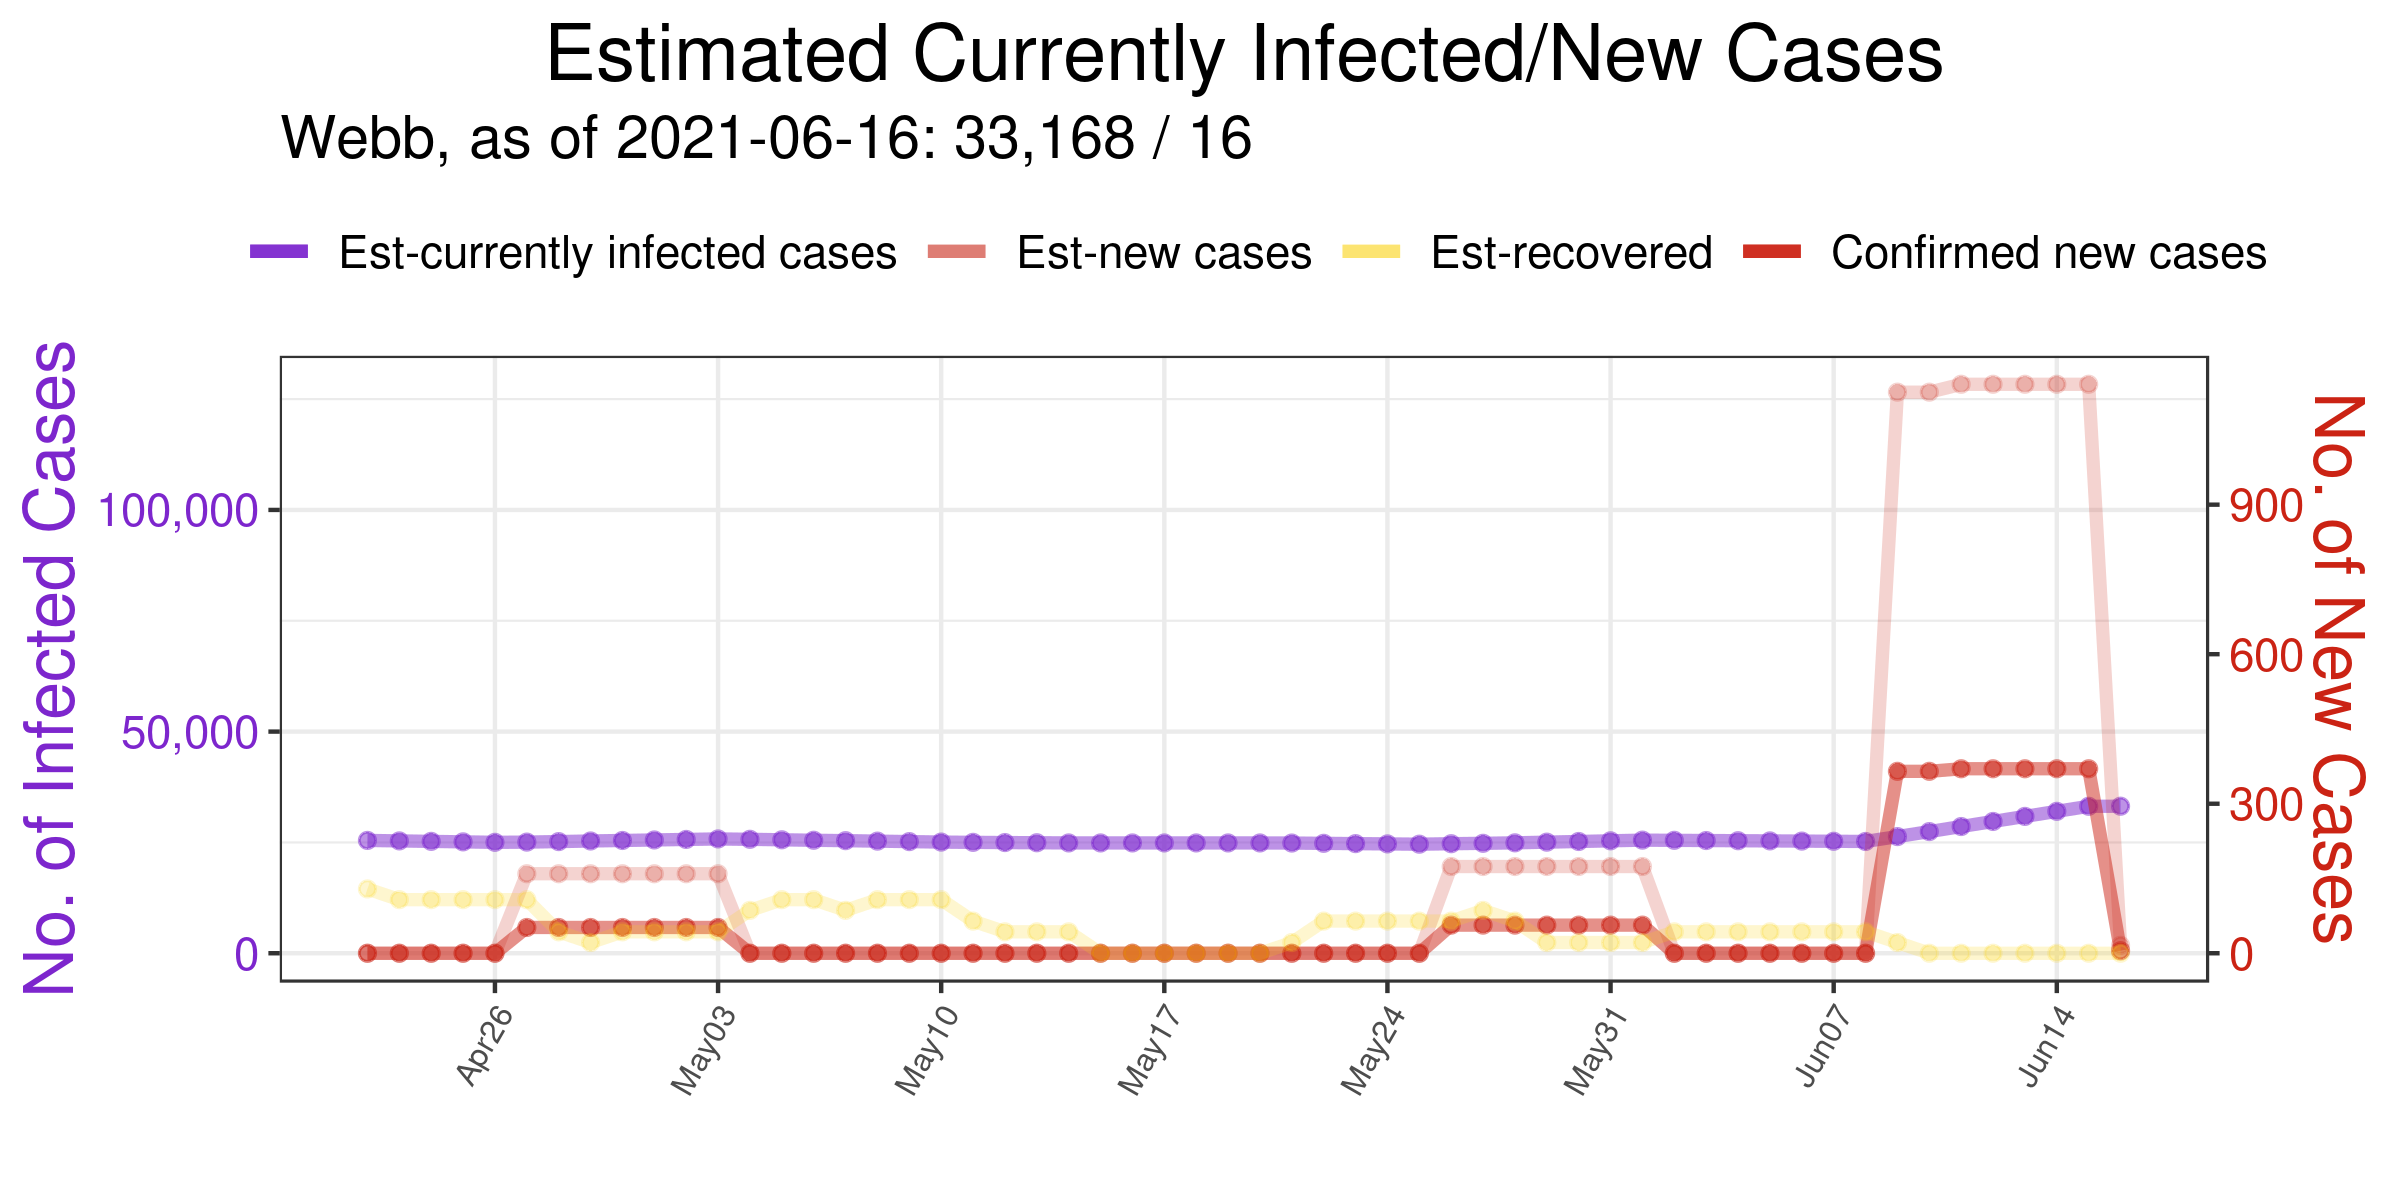 Estimated Currently Infected/New Cases
Webb, as of 2021-06-16: 33,168 / 16
Est-currently infected cases
Est-new cases
Est-recovered
Confirmed new cases
No. of Infected Cases
100,000
50,000
0
900
600
300
0
No. of New Cases
Apr26
May03
May10
May17
May24
May31
Jun07
Jun14